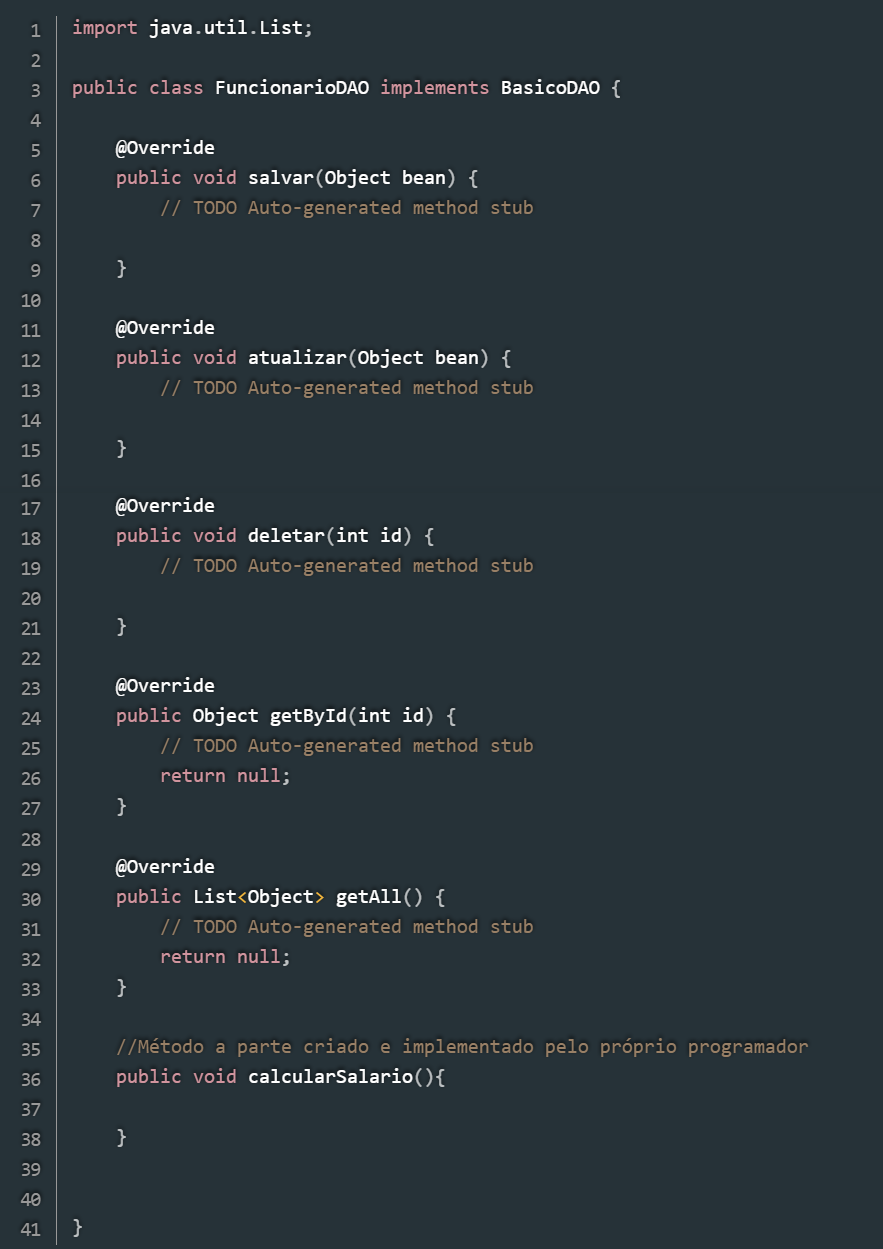 1 import java.util.List;
2
3 public class FuncionarioDAO implements BasicoDAO {
4
5     @Override
6     public void salvar(Object bean) {
7         // TODO Auto-generated method stub
8
9     }
10
11     @Override
12     public void atualizar(Object bean) {
13         // TODO Auto-generated method stub
14
15     }
16
17     @Override
18     public void deletar(int id) {
19         // TODO Auto-generated method stub
20
21     }
22
23     @Override
24     public Object getById(int id) {
25         // TODO Auto-generated method stub
26         return null;
27     }
28
29     @Override
30     public List<Object> getAll() {
31         // TODO Auto-generated method stub
32         return null;
33     }
34
35     //Método a parte criado e implementado pelo próprio programador
36     public void calcularSalario(){
37
38     }
39
40
41 }